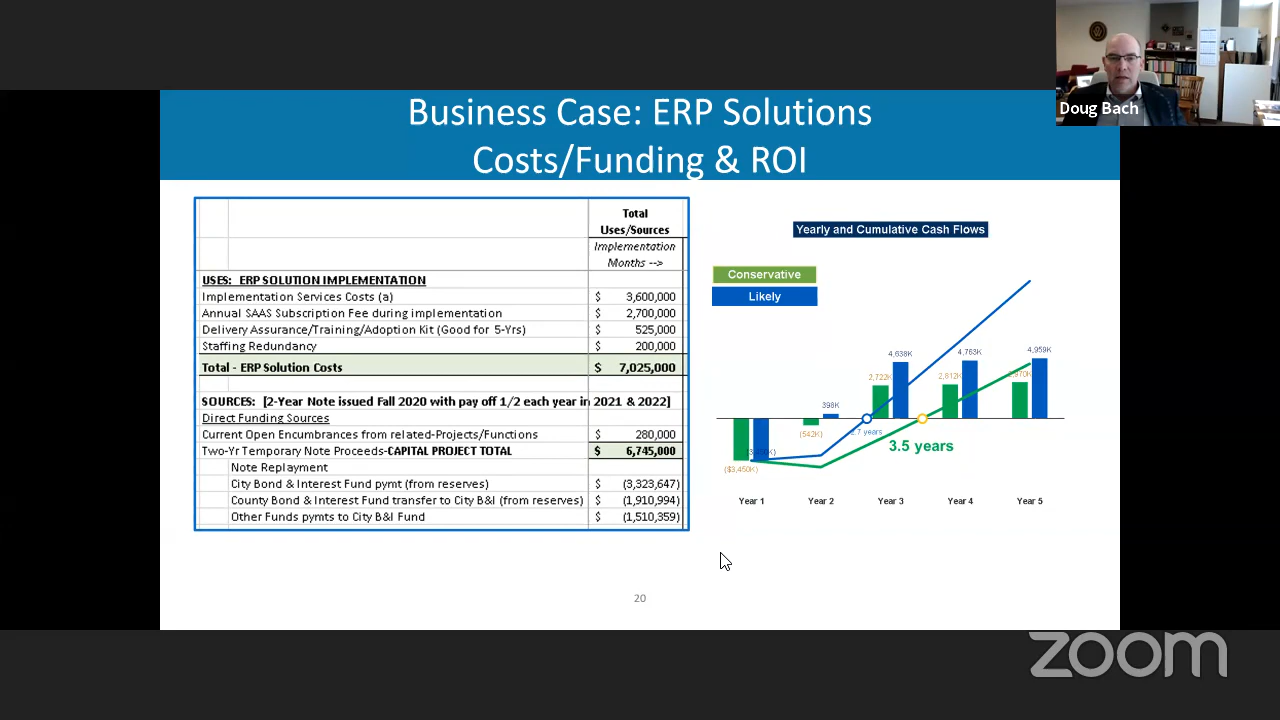 Doug Bach
Business Case: ERP Solutions
Costs/Funding & ROI
Total
Uses/Sources
Implementation
Months -->
USES: ERP SOLUTION IMPLEMENTATION
Implementation Services Costs (a) $ 3,600,000
Annual SAAS Subscription Fee during implementation $ 2,700,000
Delivery Assurance/Training/Adoption Kit (Good for 5-Yrs) $ 525,000
Staffing Redundancy $ 200,000
Total - ERP Solution Costs $ 7,025,000
SOURCES: [2-Year Note issued Fall 2020 with pay off 1/2 each year in 2021 & 2022]
Direct Funding Sources
Current Open Encumbrances from related-Projects/Functions $ 280,000
Two-Yr Temporary Note Proceeds-CAPITAL PROJECT TOTAL $ 6,745,000
Note Replayment
City Bond & Interest Fund pymt (from reserves) $ (3,323,647)
County Bond & Interest Fund transfer to City B&I (from reserves) $ (1,910,994)
Other Funds pymts to City B&I Fund $ (1,510,359)
Yearly and Cumulative Cash Flows
Conservative
Likely
4,638K 4,763K 4,959K
2,722K 2,812K
398K
(542K)
3.5 years
($3,450K)
Year 1 Year 2 Year 3 Year 4 Year 5
20
zoom